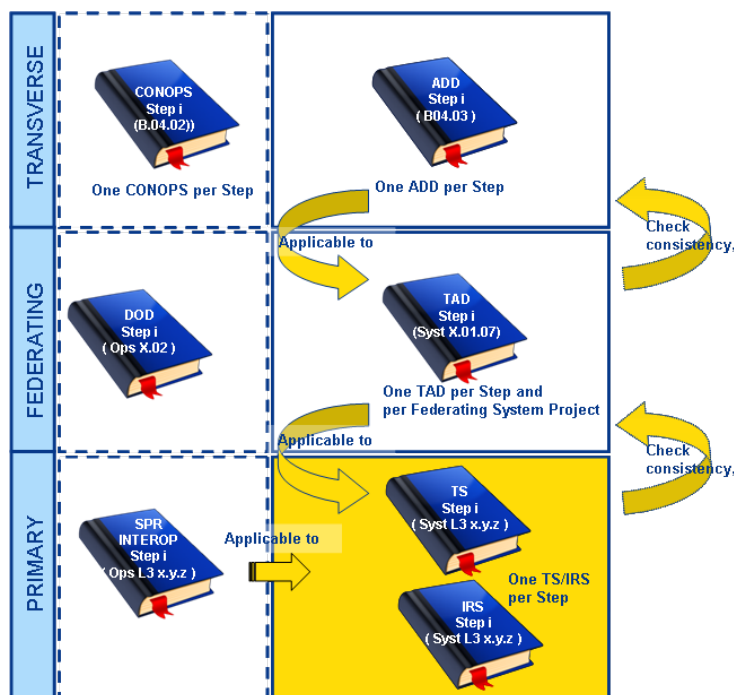 TRANSVERSE
CONOPS
Step i
(B.04.02))
One CONOPS per Step
ADD
Step i
( B04.03 )
One ADD per Step
Applicable to
Check
consistency,
FEDERATING
DOD
Step i
( Ops X.02 )
TAD
Step i
(Syst X.01.07)
One TAD per Step and
per Federating System Project
Applicable to
Check
consistency,
PRIMARY
SPR
INTEROP
Step i
( Ops L3 x.y.z )
Applicable to
TS
Step i
( Syst L3 x.y.z )
One TS/IRS
per Step
IRS
Step i
( Syst L3 x.y.z )